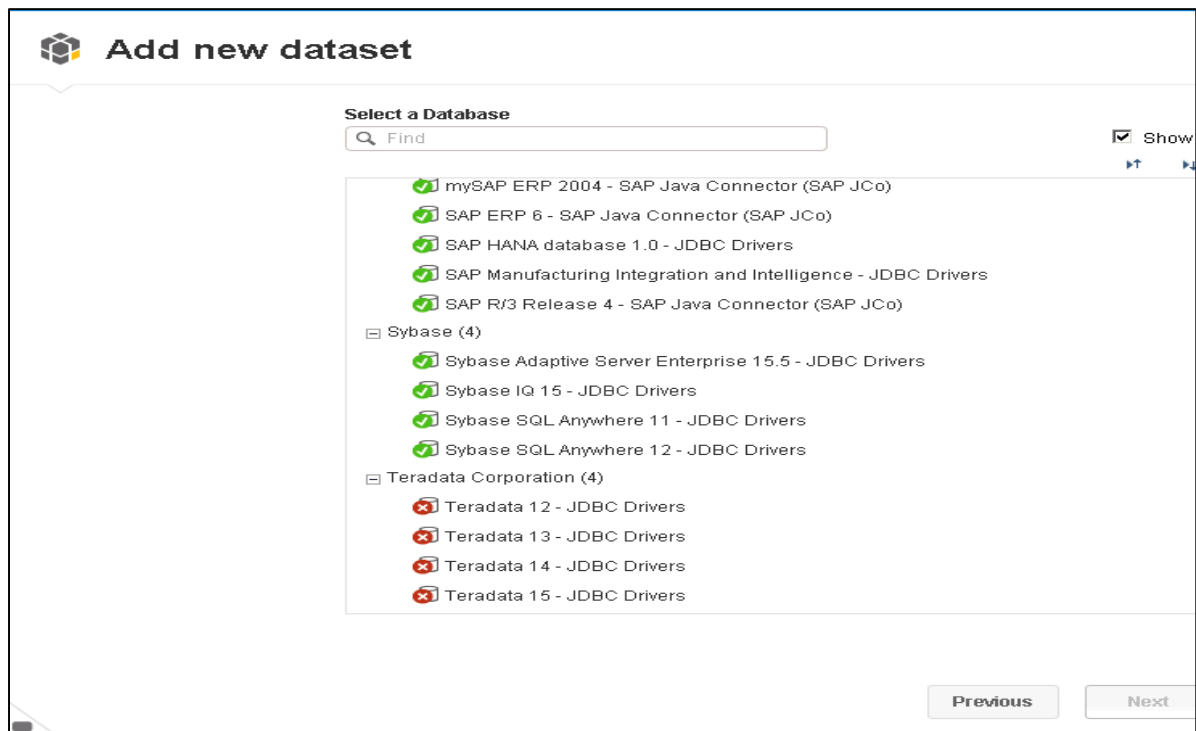 Add new dataset
Select a Database
Find
Show
mySAP ERP 2004 - SAP Java Connector (SAP JCo)
SAP ERP 6 - SAP Java Connector (SAP JCo)
SAP HANA database 1.0 - JDBC Drivers
SAP Manufacturing Integration and Intelligence - JDBC Drivers
SAP R/3 Release 4 - SAP Java Connector (SAP JCo)
Sybase (4)
Sybase Adaptive Server Enterprise 15.5 - JDBC Drivers
Sybase IQ 15 - JDBC Drivers
Sybase SQL Anywhere 11 - JDBC Drivers
Sybase SQL Anywhere 12 - JDBC Drivers
Teradata Corporation (4)
Teradata 12 - JDBC Drivers
Teradata 13 - JDBC Drivers
Teradata 14 - JDBC Drivers
Teradata 15 - JDBC Drivers
Previous
Next